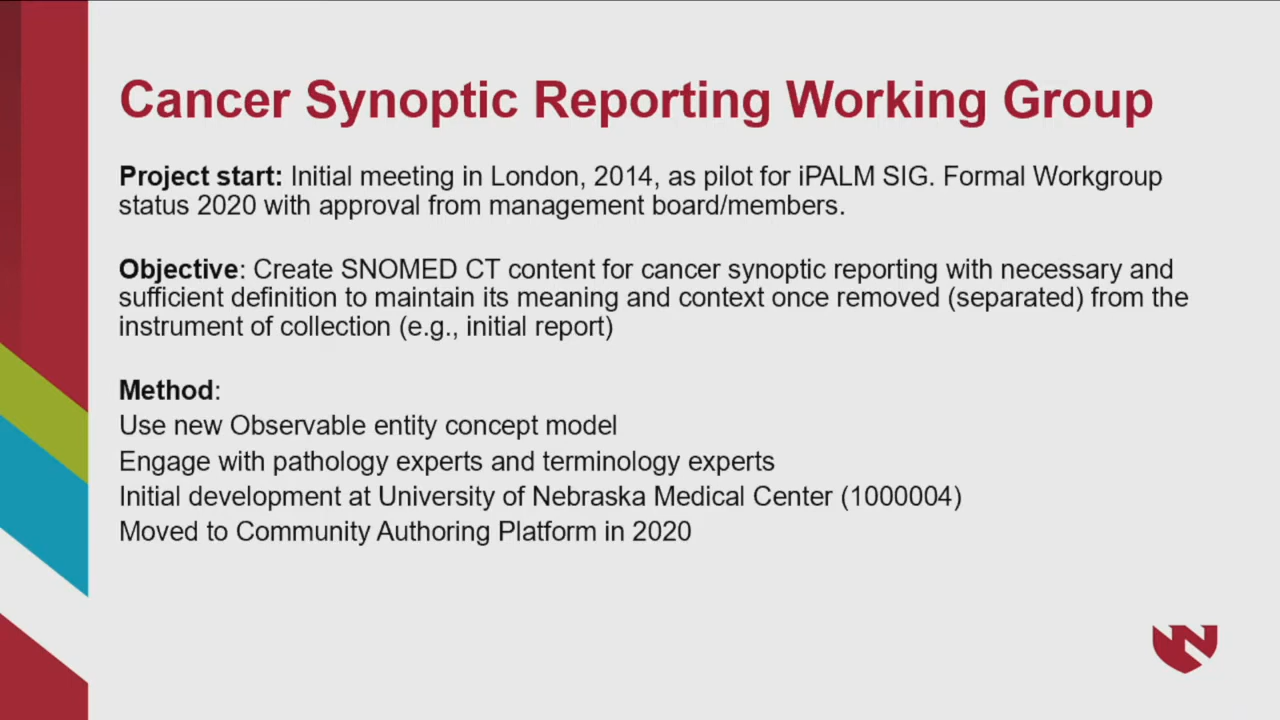 Cancer Synoptic Reporting Working Group
Project start: Initial meeting in London, 2014, as pilot for iPALM SIG. Formal Workgroup
status 2020 with approval from management board/members.
Objective: Create SNOMED CT content for cancer synoptic reporting with necessary and
sufficient definition to maintain its meaning and context once removed (separated) from the
instrument of collection (e.g., initial report)
Method:
Use new Observable entity concept model
Engage with pathology experts and terminology experts
Initial development at University of Nebraska Medical Center (1000004)
Moved to Community Authoring Platform in 2020